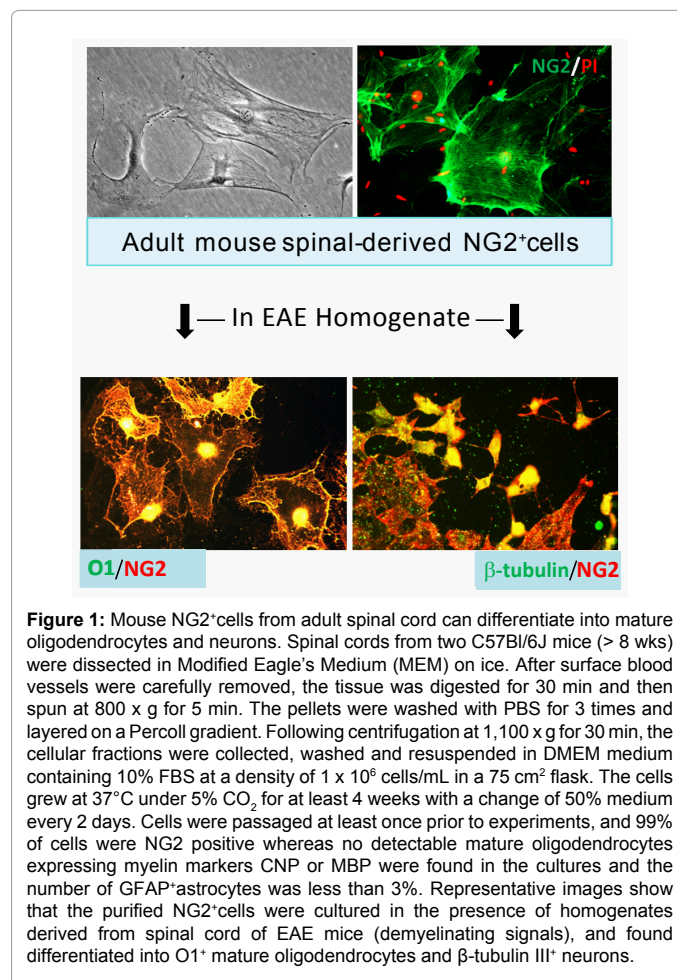 NG2/PI
Adult mouse spinal-derived NG2⁺cells
In EAE Homogenate
O1/NG2
β-tubulin/NG2
Figure 1: Mouse NG2⁺cells from adult spinal cord can differentiate into mature
oligodendrocytes and neurons. Spinal cords from two C57Bl/6J mice (> 8 wks)
were dissected in Modified Eagle's Medium (MEM) on ice. After surface blood
vessels were carefully removed, the tissue was digested for 30 min and then
spun at 800 x g for 5 min. The pellets were washed with PBS for 3 times and
layered on a Percoll gradient. Following centrifugation at 1,100 x g for 30 min, the
cellular fractions were collected, washed and resuspended in DMEM medium
containing 10% FBS at a density of 1 x 10⁶ cells/mL in a 75 cm² flask. The cells
grew at 37°C under 5% CO₂ for at least 4 weeks with a change of 50% medium
every 2 days. Cells were passaged at least once prior to experiments, and 99%
of cells were NG2 positive whereas no detectable mature oligodendrocytes
expressing myelin markers CNP or MBP were found in the cultures and the
number of GFAP⁺astrocytes was less than 3%. Representative images show
that the purified NG2⁺cells were cultured in the presence of homogenates
derived from spinal cord of EAE mice (demyelinating signals), and found
differentiated into O1⁺ mature oligodendrocytes and β-tubulin III⁺ neurons.